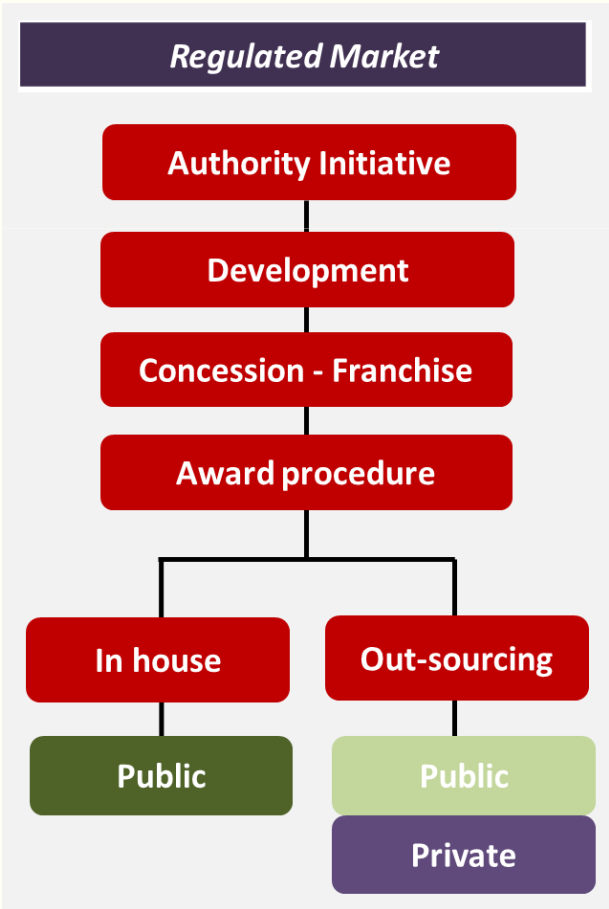 Regulated Market
Authority Initiative
Development
Concession - Franchise
Award procedure
In house
Out-sourcing
Public
Public
Private